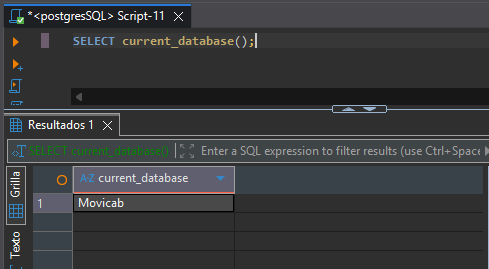 *<postgresSQL> Script-11
SELECT current_database();
Resultados 1
SELECT current_database()
Enter a SQL expression to filter results (use Ctrl+Space
Grilla
A-Z current_database
1
Movicab
Texto